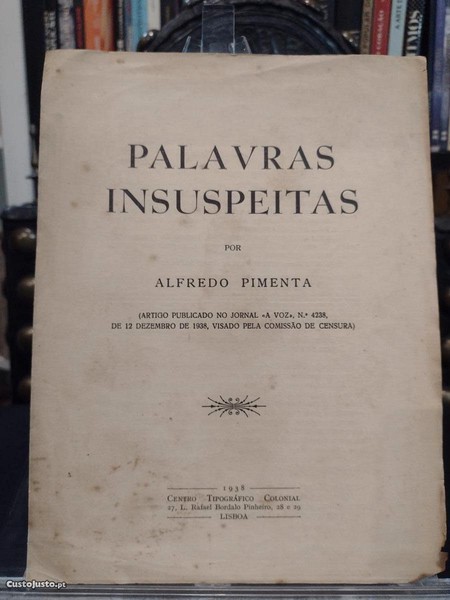 PALAVRAS
INSUSPEITAS
POR
ALFREDO PIMENTA
(ARTIGO PUBLICADO NO JORNAL «A VOZ», N.º 4238,
DE 12 DEZEMBRO DE 1938, VISADO PELA COMISSÃO DE CENSURA)
1938
CENTRO TIPOGRÁFICO COLONIAL
27, L. Rafael Bordalo Pinheiro, 28 e 29
LISBOA
CustoJusto.pt